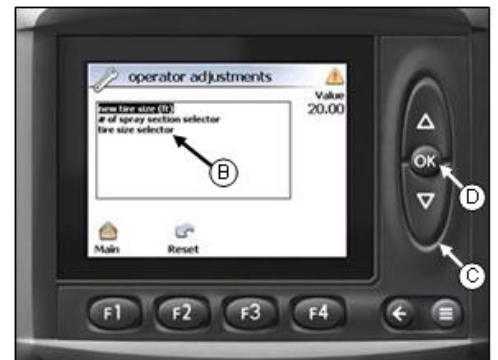 operator adjustments
Value
new tire size (ft) 20.00
# of spray section selector
tire size selector
B
OK
D
C
Main Reset
F1 F2 F3 F4